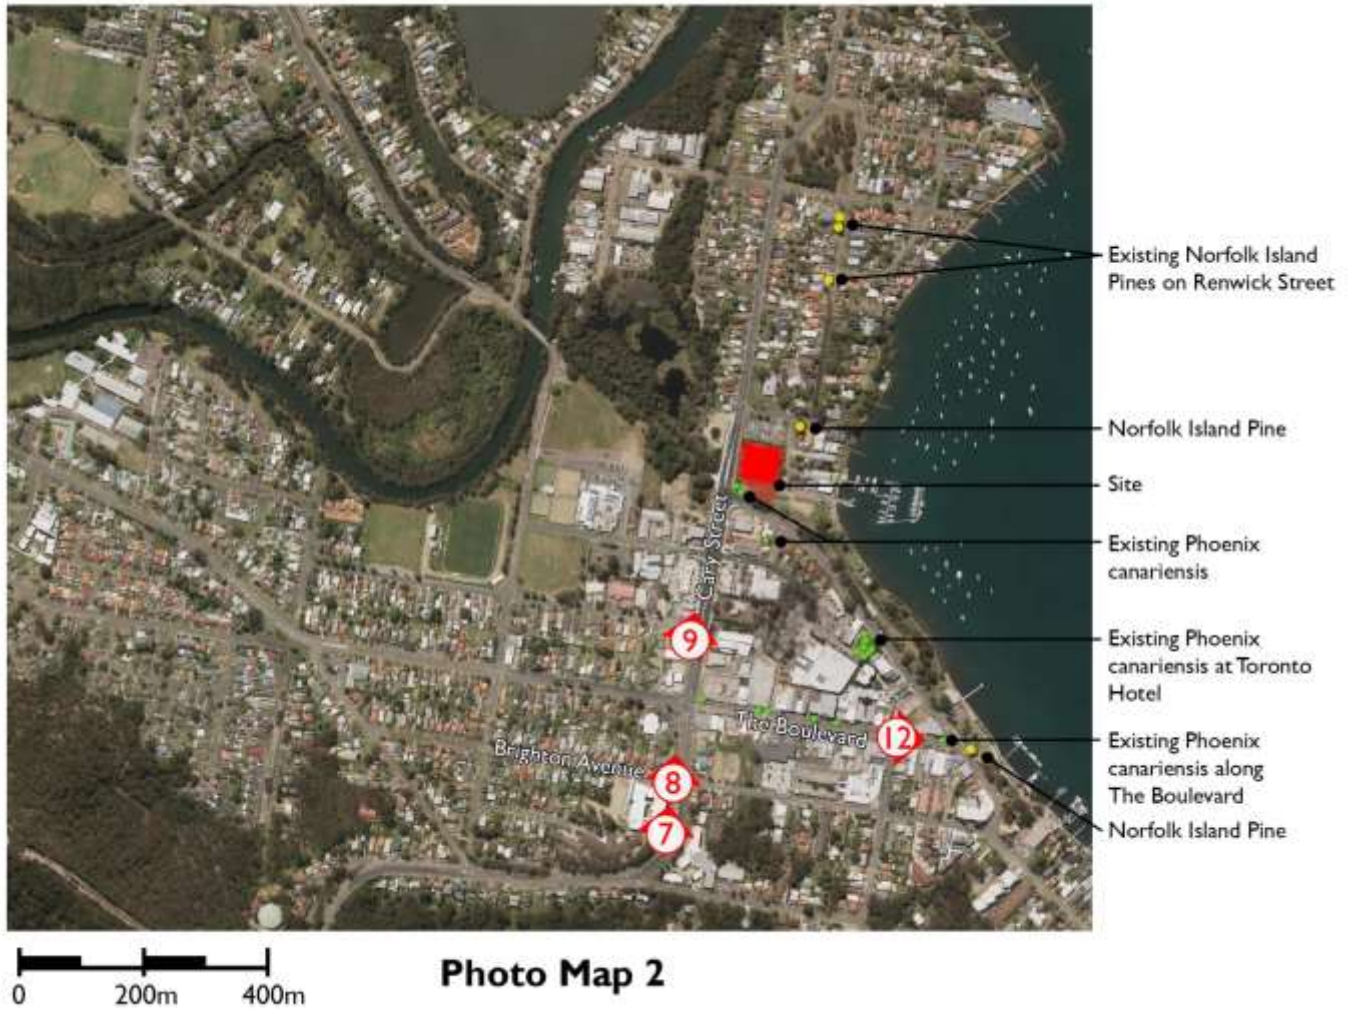 Existing Norfolk Island
Pines on Renwick Street
Norfolk Island Pine
Site
Existing Phoenix
canariensis
Cary Street
9
Existing Phoenix
canariensis at Toronto
Hotel
The Boulevard
12
Existing Phoenix
canariensis along
The Boulevard
Brighton Avenue
8
7
Norfolk Island Pine
0
200m
400m
Photo Map 2